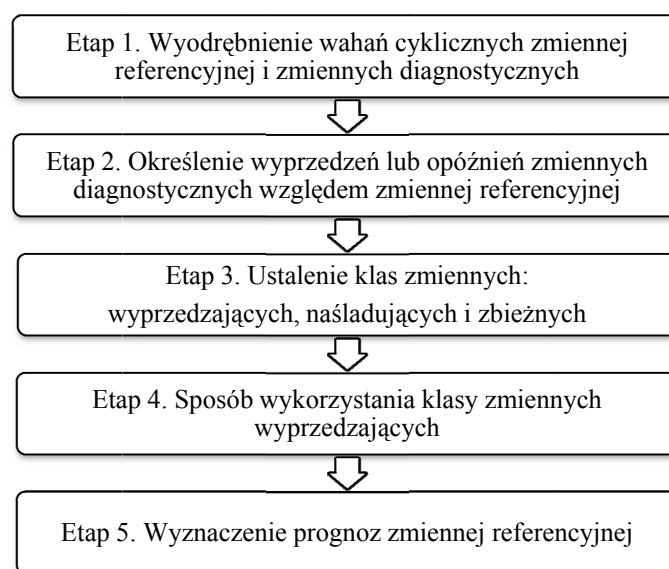 Etap 1. Wyodrębnienie wahań cyklicznych zmiennej
referencyjnej i zmiennych diagnostycznych
Etap 2. Określenie wyprzedzeń lub opóźnień zmiennych
diagnostycznych względem zmiennej referencyjnej
Etap 3. Ustalenie klas zmiennych:
wyprzedzających, naśladujących i zbieżnych
Etap 4. Sposób wykorzystania klasy zmiennych
wyprzedzających
Etap 5. Wyznaczenie prognoz zmiennej referencyjnej